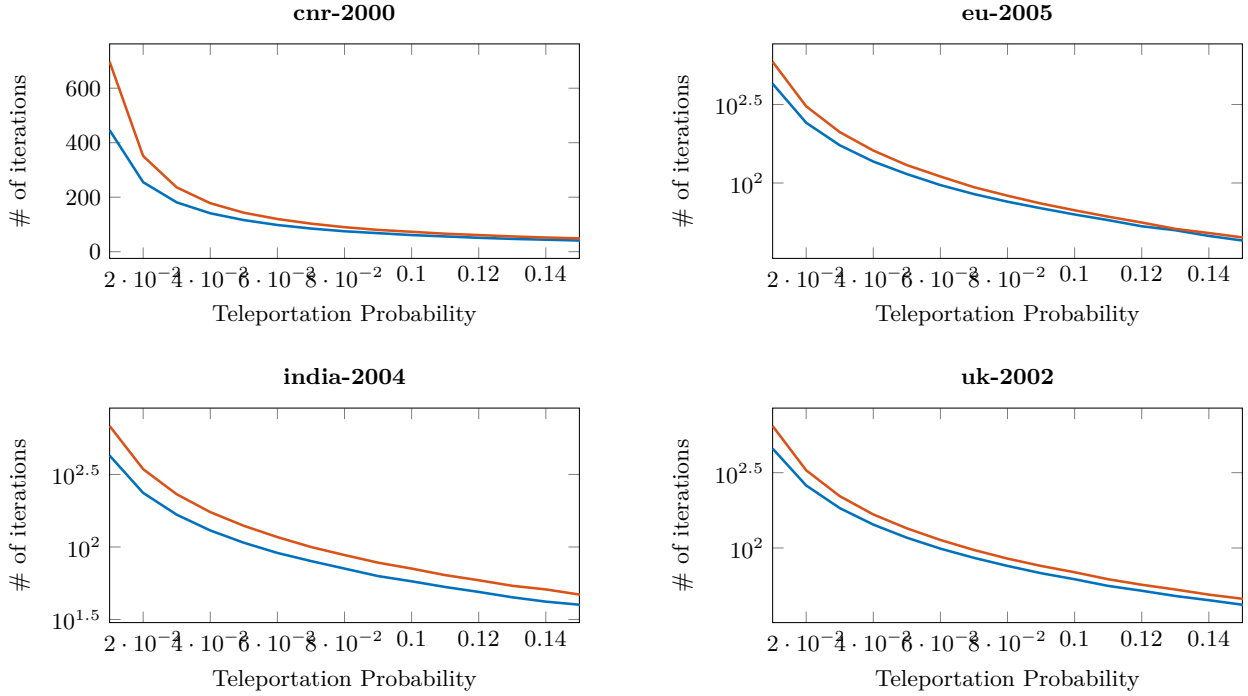 cnr-2000
# of iterations
600
400
200
0
2 · 10⁻² 4 · 10⁻² 6 · 10⁻² 8 · 10⁻² 0.1 0.12 0.14
Teleportation Probability
eu-2005
# of iterations
10^2.5
10^2
2 · 10⁻² 4 · 10⁻² 6 · 10⁻² 8 · 10⁻² 0.1 0.12 0.14
Teleportation Probability
india-2004
# of iterations
10^2.5
10^2
10^1.5
2 · 10⁻² 4 · 10⁻² 6 · 10⁻² 8 · 10⁻² 0.1 0.12 0.14
Teleportation Probability
uk-2002
# of iterations
10^2.5
10^2
2 · 10⁻² 4 · 10⁻² 6 · 10⁻² 8 · 10⁻² 0.1 0.12 0.14
Teleportation Probability